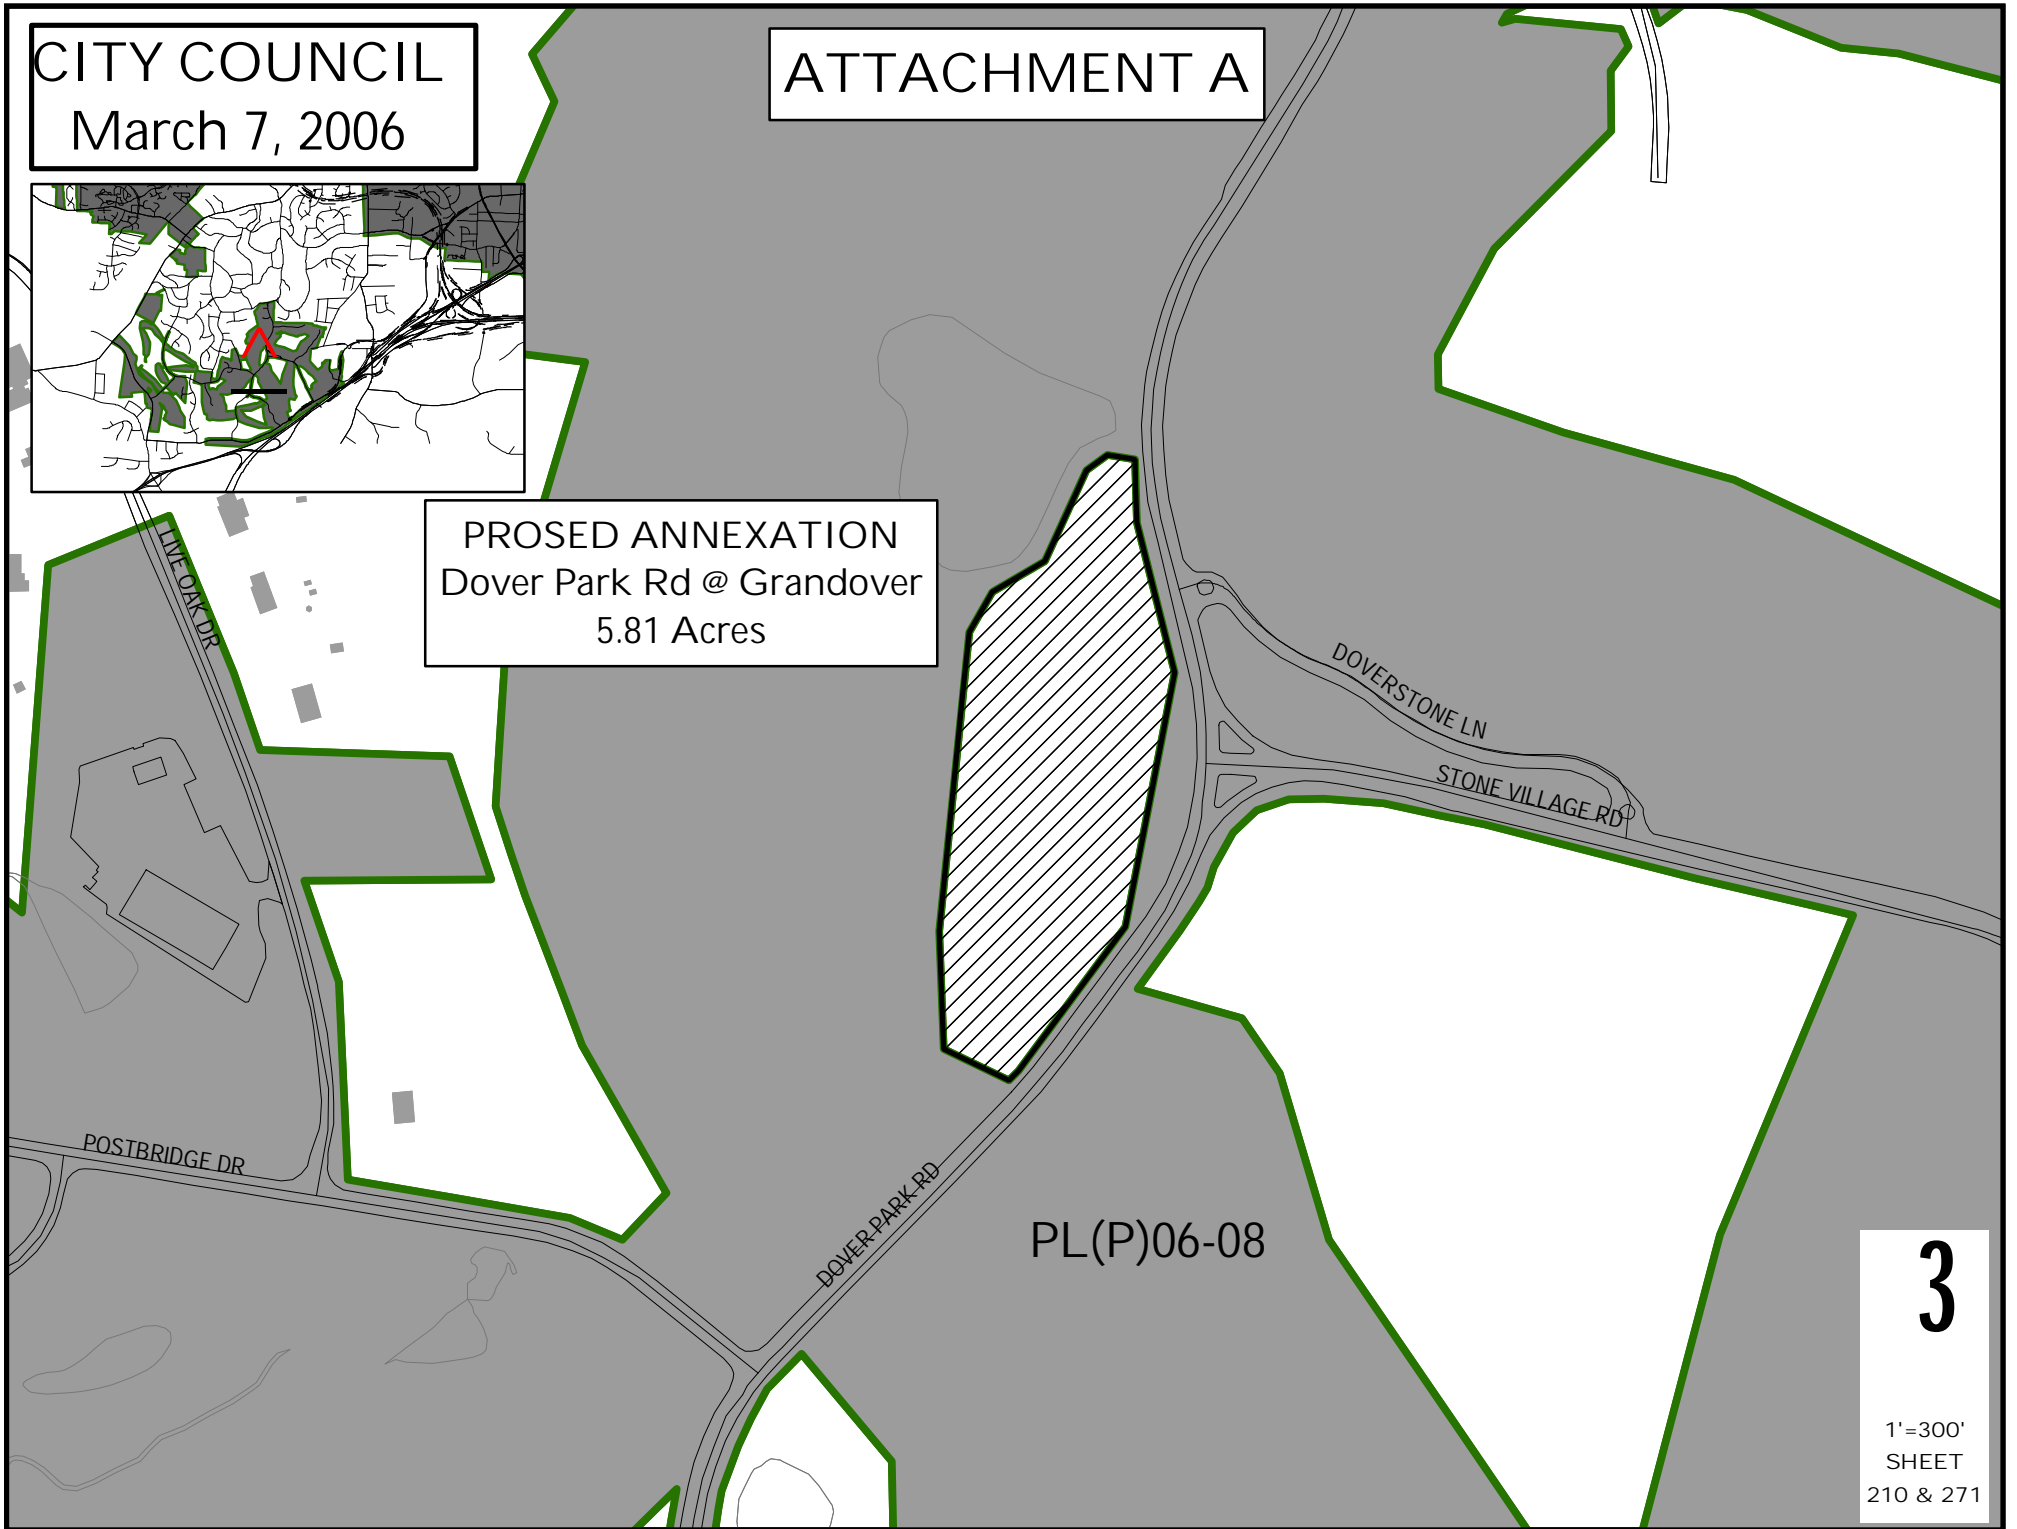 CITY COUNCIL
March 7, 2006
ATTACHMENT A
PROSED ANNEXATION
Dover Park Rd @ Grandover
5.81 Acres
LIVE OAK DR
DOVERSTONE LN
STONE VILLAGE RD
POSTBRIDGE DR
DOVER PARK RD
PL(P)06-08
3
1'=300'
SHEET
210 & 271